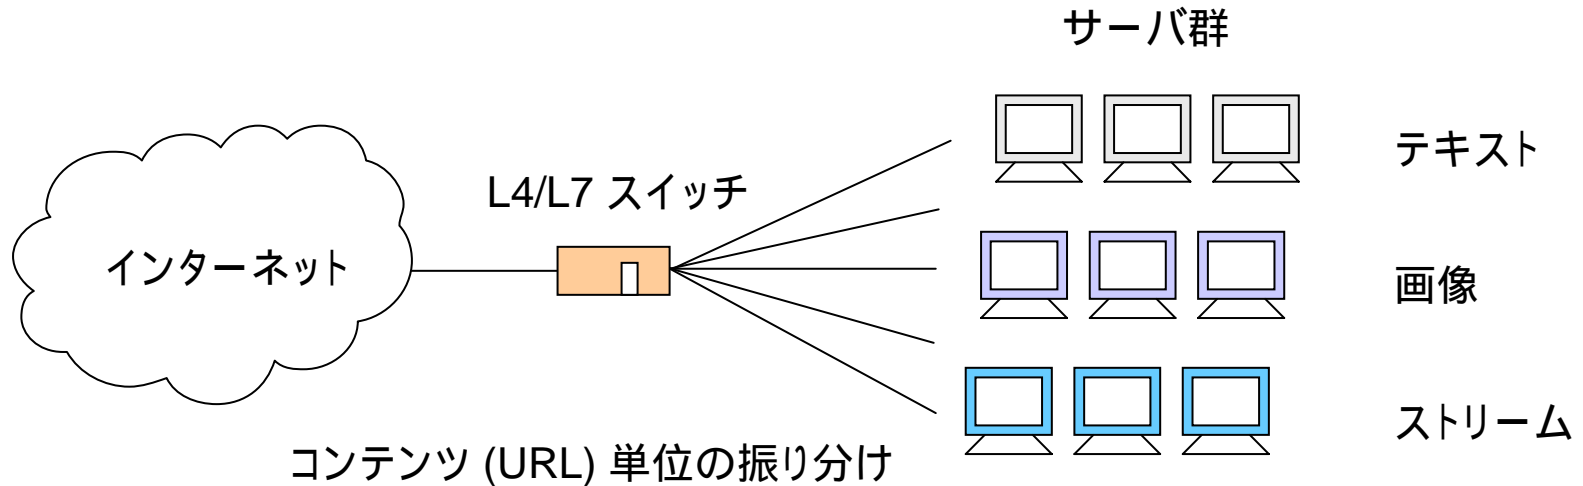 サーバ群
テキスト
L4/L7 スイッチ
インターネット
画像
ストリーム
コンテンツ (URL) 単位の振り分け